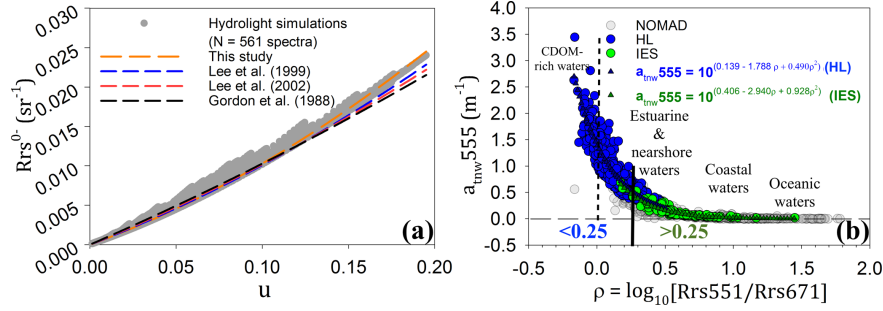 0.030
0.025
0.020
0.015
0.010
0.005
0.000
Rrs⁰⁻ (sr⁻¹)
Hydrolight simulations
(N = 561 spectra)
This study
Lee et al. (1999)
Lee et al. (2002)
Gordon et al. (1988)
(a)
0.00 0.05 0.10 0.15 0.20
u
4.0
3.5
3.0
2.5
2.0
1.5
1.0
0.5
0.0
-0.5
aₜₙw555 (m⁻¹)
NOMAD
HL
IES
aₜₙw555 = 10^(0.139 - 1.788 ρ + 0.490ρ²) (HL)
aₜₙw555 = 10^(0.406 - 2.940ρ + 0.928ρ²) (IES)
CDOM-
rich waters
Estuarine
&
nearshore
waters
Coastal
waters
Oceanic
waters
<0.25 >0.25
(b)
-0.5 0.0 0.5 1.0 1.5 2.0
ρ = log₁₀[Rrs551/Rrs671]